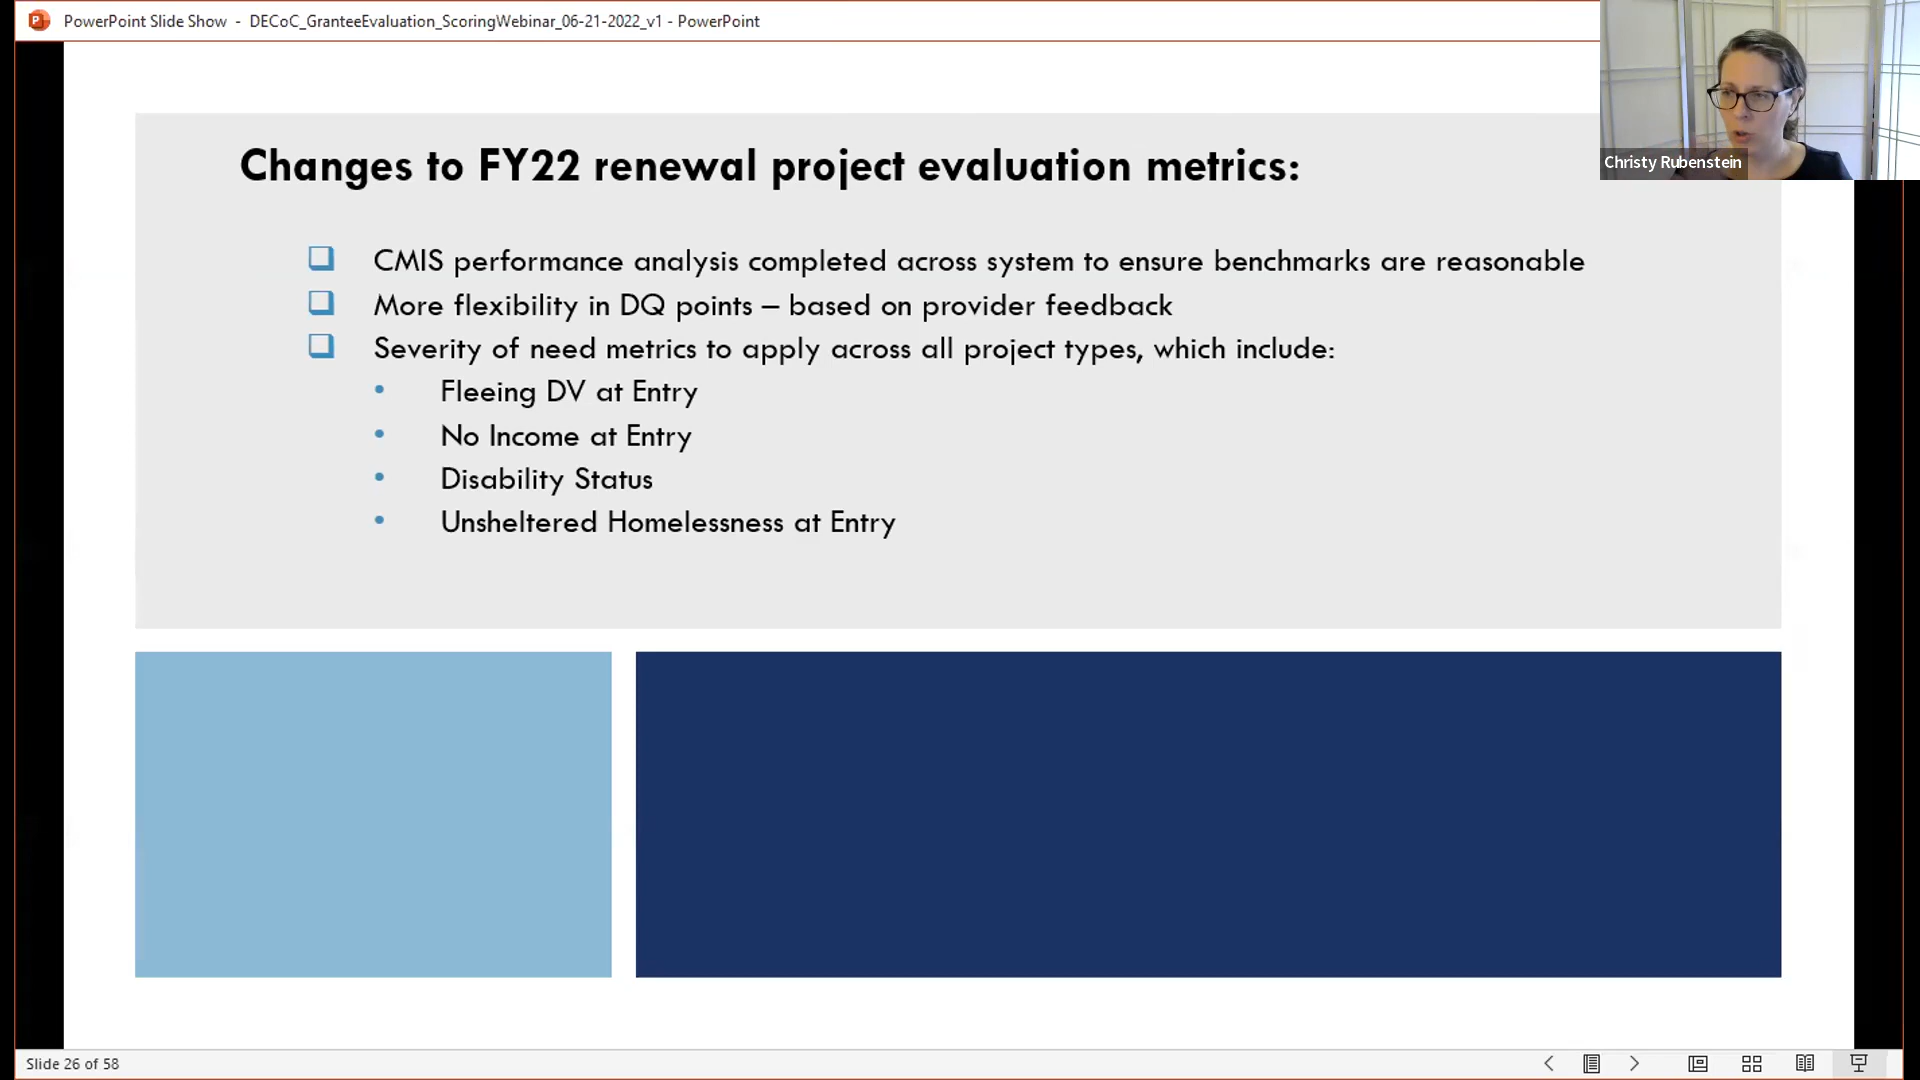 PowerPoint Slide Show - DECoC_GranteeEvaluation_ScoringWebinar_06-21-2022_v1 - PowerPoint
Christy Rubenstein
Changes to FY22 renewal project evaluation metrics:
CMIS performance analysis completed across system to ensure benchmarks are reasonable
More flexibility in DQ points – based on provider feedback
Severity of need metrics to apply across all project types, which include:
• Fleeing DV at Entry
• No Income at Entry
• Disability Status
• Unsheltered Homelessness at Entry
Slide 26 of 58